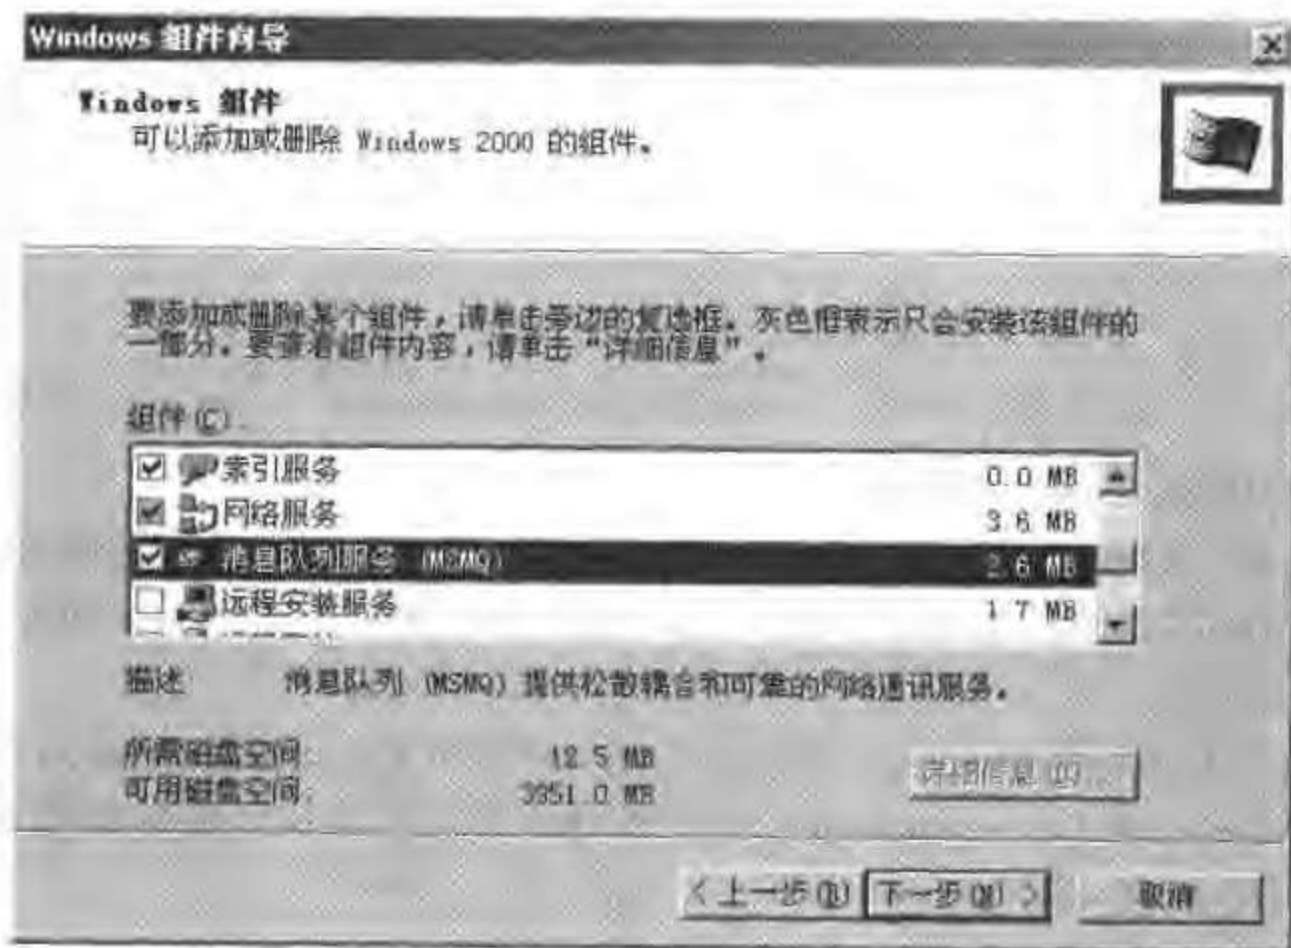 Windows 组件向导
Windows 组件
可以添加或删除 Windows 2000 的组件。
要添加或删除某个组件，请单击旁边的复选框。灰色框表示只会安装该组件的
一部分。要查看组件内容，请单击“详细信息”。
组件(C):
索引服务 0.0 MB
网络服务 3.6 MB
消息队列服务 (MSMQ) 2.6 MB
远程安装服务 1.7 MB
描述 消息队列 (MSMQ) 提供松散耦合和可靠的网络通讯服务。
所需磁盘空间: 12.5 MB
可用磁盘空间: 3951.0 MB
详细信息(D)...
<上一步(B) 下一步(N)> 取消